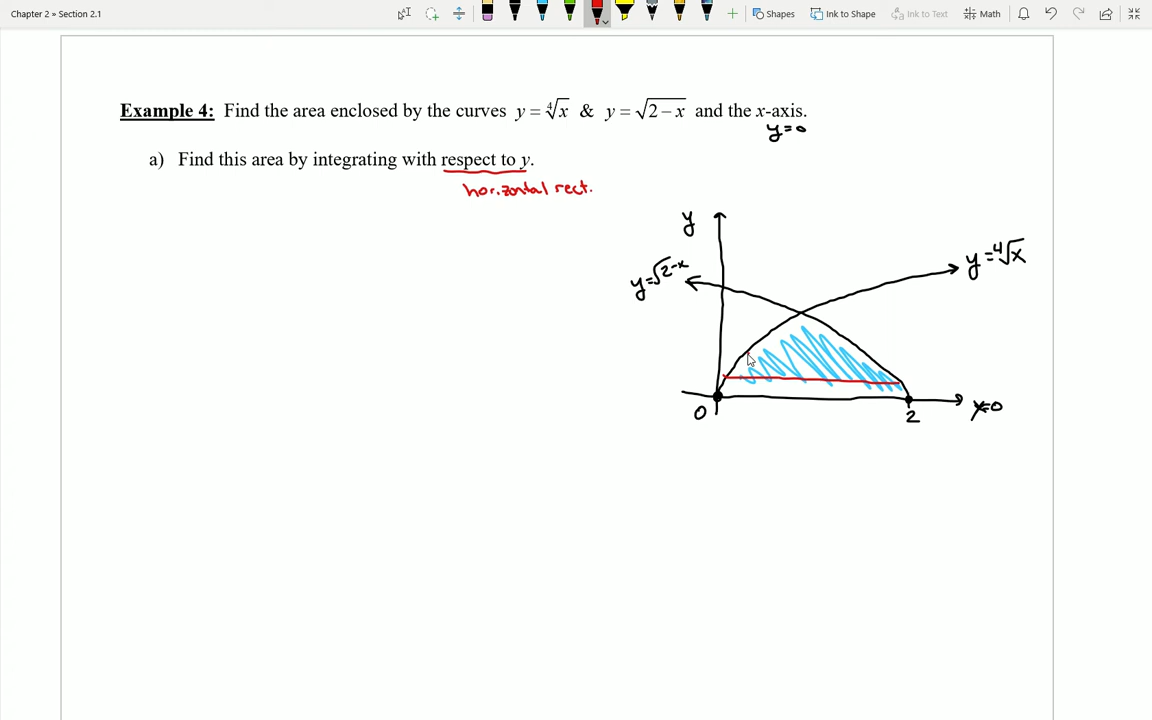 Chapter 2 » Section 2.1
Shapes Ink to Shape Ink to Text Math
Example 4: Find the area enclosed by the curves y = ∜x & y = √(2 − x) and the x-axis.
y=0
a) Find this area by integrating with respect to y.
horizontal rect.
y
y=√2-x
y=∜x
0
2
x=0